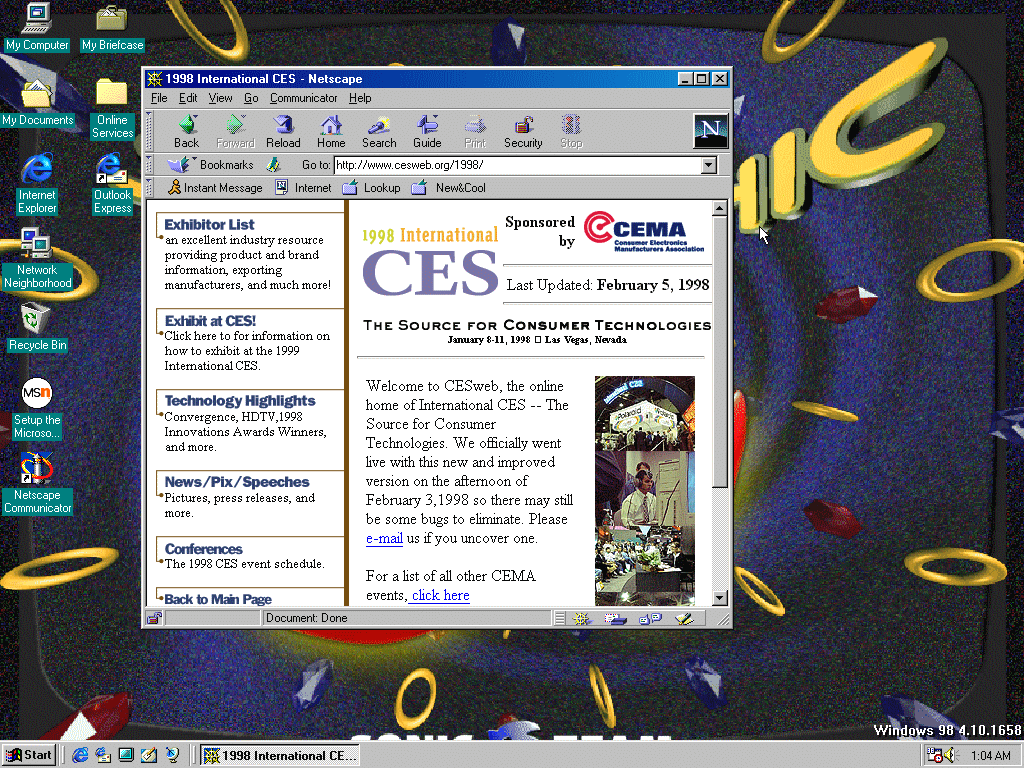 My Computer
My Briefcase
My Documents
Online
Services
Internet
Explorer
Outlook
Express
Network
Neighborhood
Recycle Bin
msn
Setup the
Microso...
Netscape
Communicator
1998 International CES - Netscape
File Edit View Go Communicator Help
Back Forward Reload Home Search Guide Print Security Stop
N
Bookmarks Go to: http://www.cesweb.org/1998/
Instant Message Internet Lookup New&Cool
Exhibitor List
an excellent industry resource
providing product and brand
information, exporting
manufacturers, and much more!
Exhibit at CES!
Click here to for information on
how to exhibit at the 1999
International CES.
Technology Highlights
Convergence, HDTV,1998
Innovations Awards Winners,
and more.
News/Pix/Speeches
Pictures, press releases, and
more.
Conferences
The 1998 CES event schedule.
Back to Main Page
1998 International
CES
Sponsored
by
CEMA
Consumer Electronics
Manufacturers Association
Last Updated: February 5, 1998
The Source for Consumer Technologies
January 8-11, 1998 □ Las Vegas, Nevada
Welcome to CESweb, the online
home of International CES -- The
Source for Consumer
Technologies. We officially went
live with this new and improved
version on the afternoon of
February 3,1998 so there may still
be some bugs to eliminate. Please
e-mail us if you uncover one.
For a list of all other CEMA
events, click here
Polaroid
Document: Done
SONIC TEAM
Windows 98 4.10.1658
Start
1998 International CE...
1:04 AM